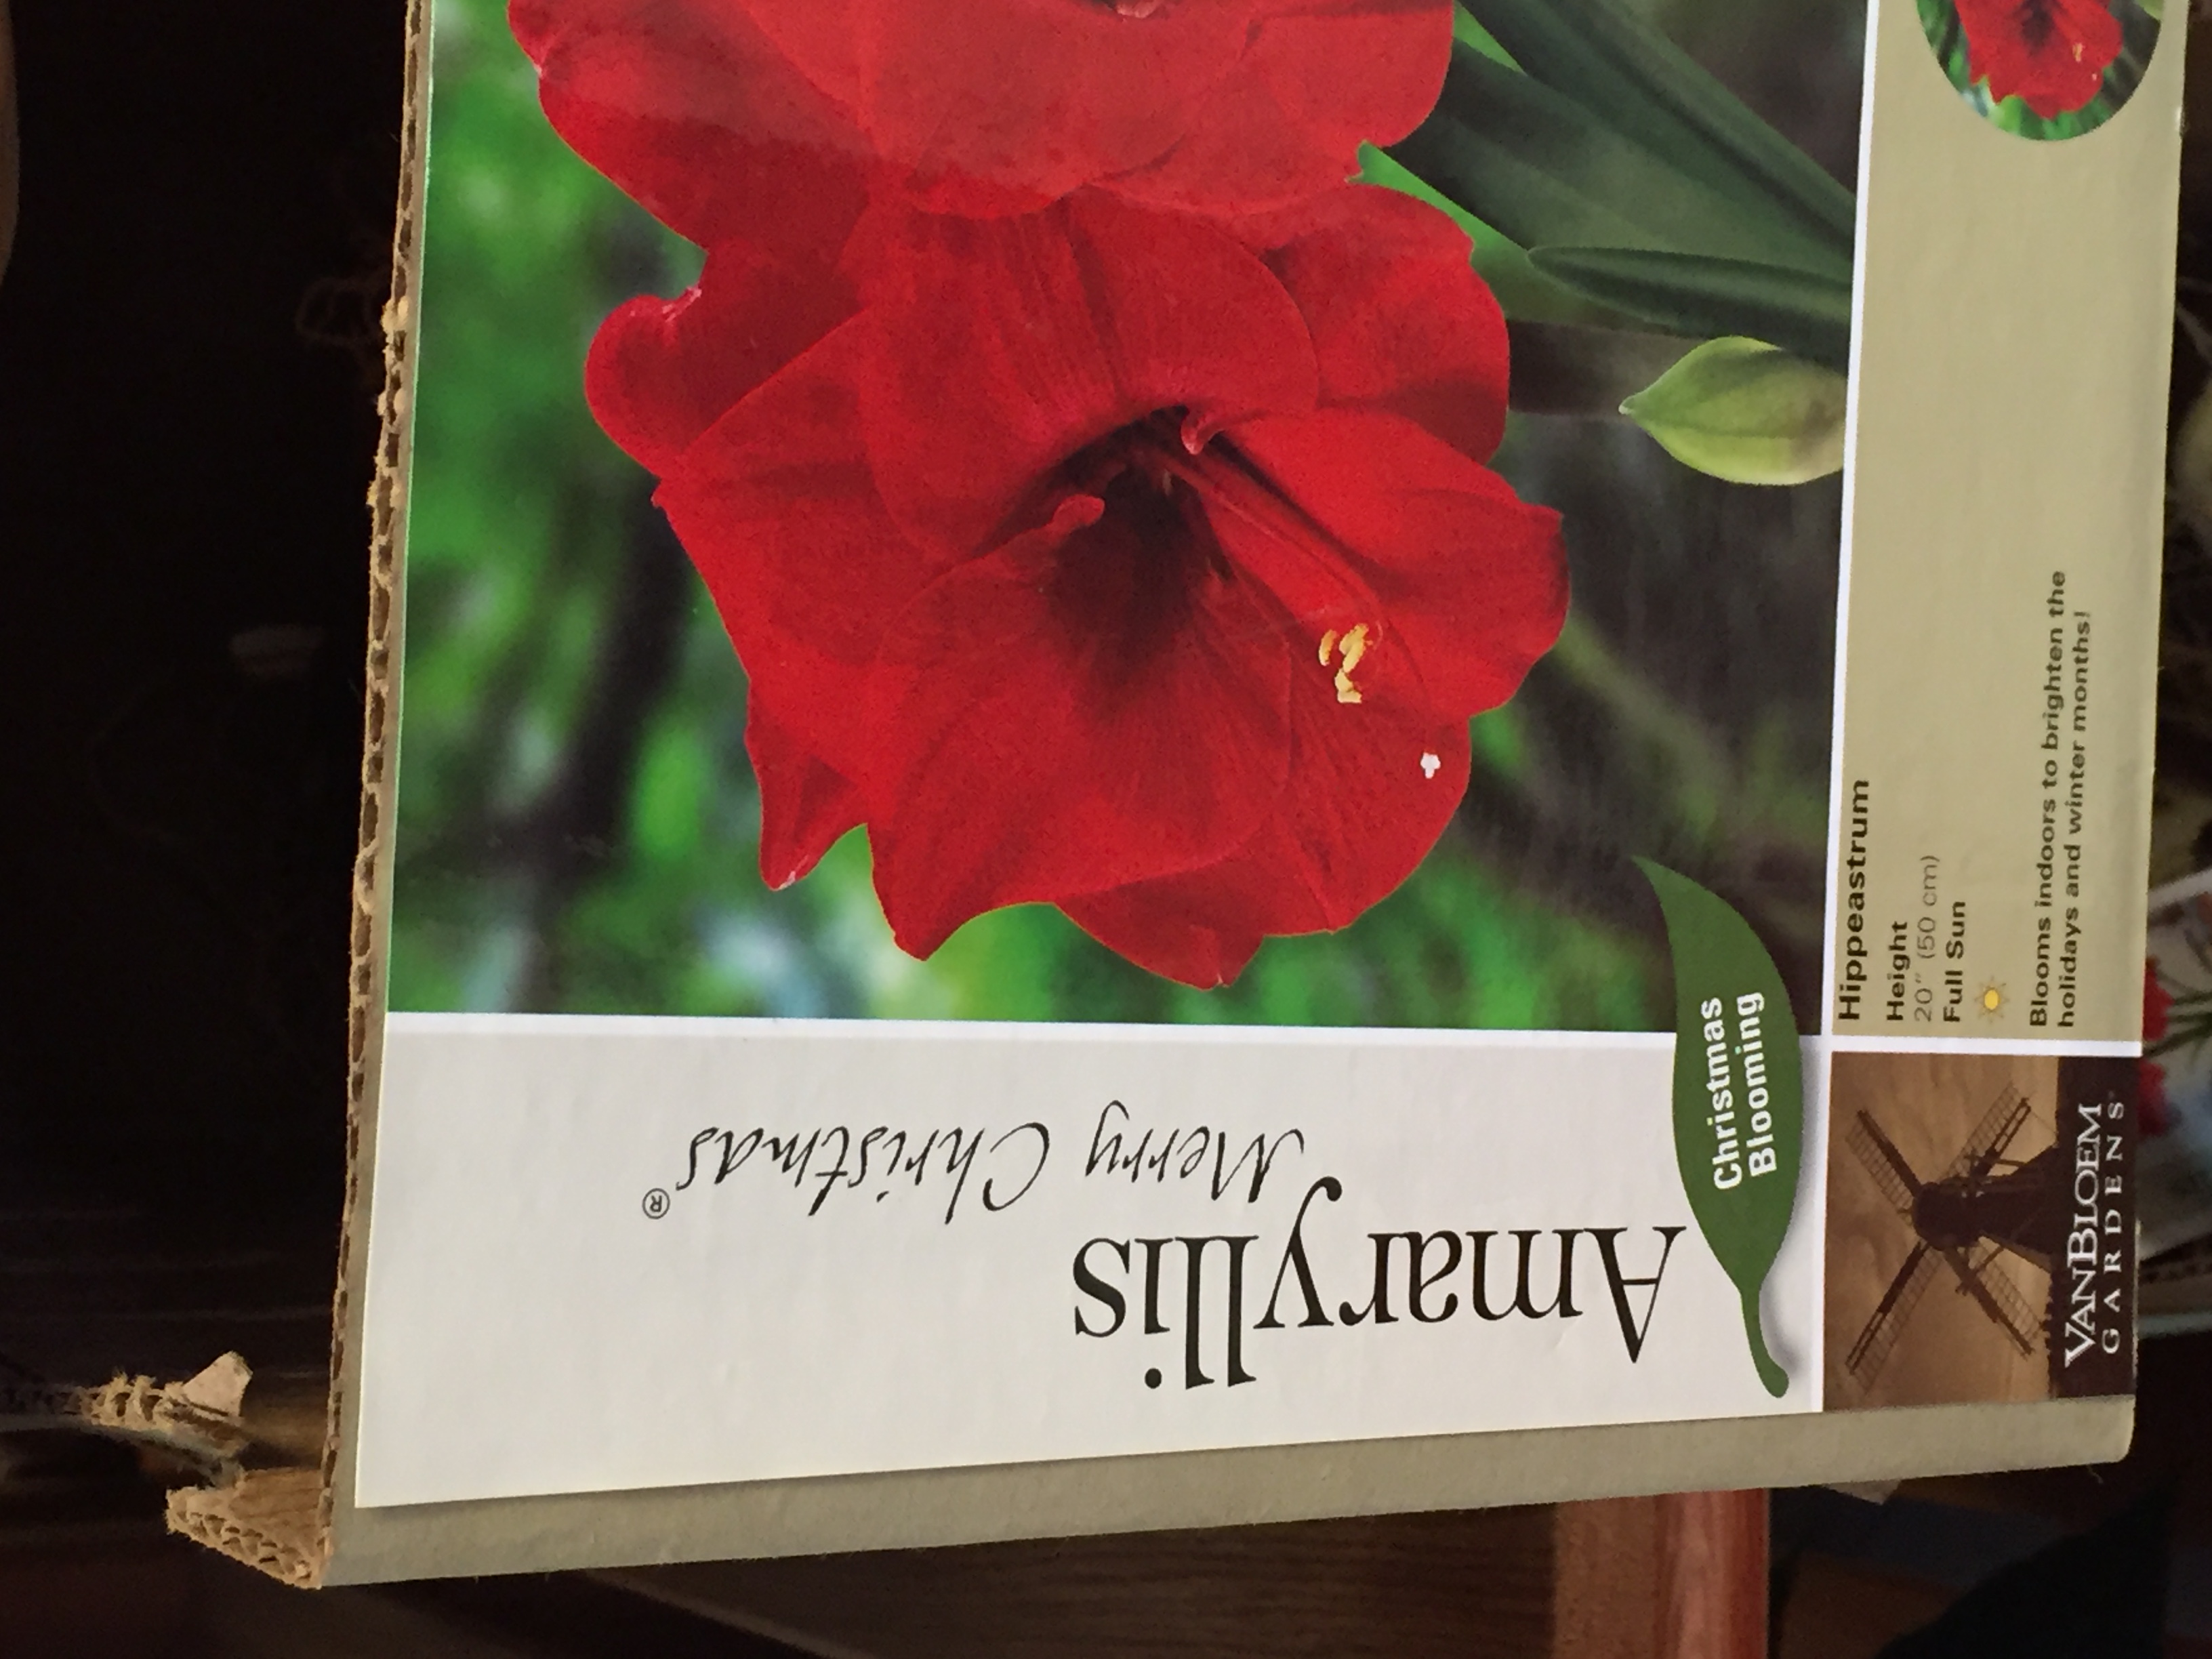 Amaryllis
Merry Christmas®
Christmas
Blooming
Hippeastrum
Height
20" (50 cm)
Full Sun
Blooms indoors to brighten the
holidays and winter months!
VANBLOEM
GARDENS